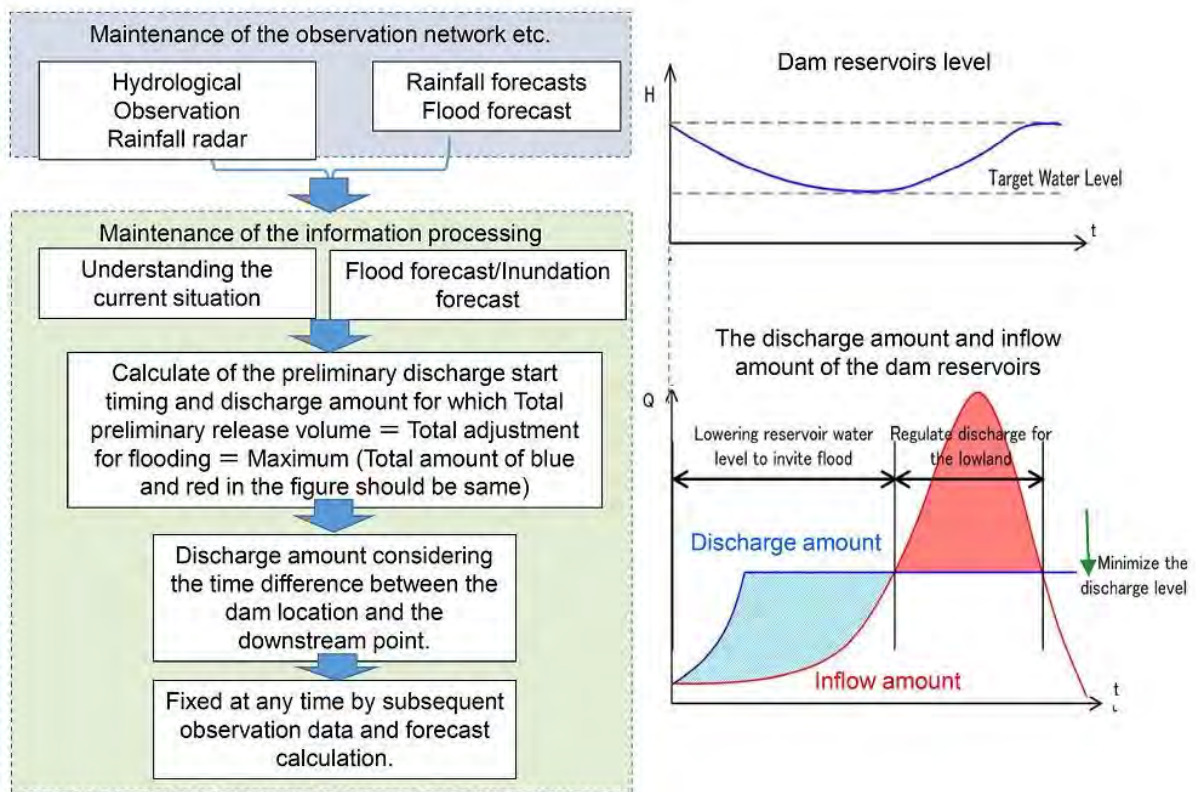 Maintenance of the observation network etc.
Hydrological
Observation
Rainfall radar
Rainfall forecasts
Flood forecast
Maintenance of the information processing
Understanding the
current situation
Flood forecast/Inundation
forecast
Calculate of the preliminary discharge start
timing and discharge amount for which Total
preliminary release volume = Total adjustment
for flooding = Maximum (Total amount of blue
and red in the figure should be same)
Discharge amount considering
the time difference between the
dam location and the
downstream point.
Fixed at any time by subsequent
observation data and forecast
calculation.
Dam reservoirs level
H
Target Water Level
t
The discharge amount and inflow
amount of the dam reservoirs
Q
Lowering reservoir water
level to invite flood
Regulate discharge for
the lowland
Discharge amount
Minimize the
discharge level
Inflow amount
t